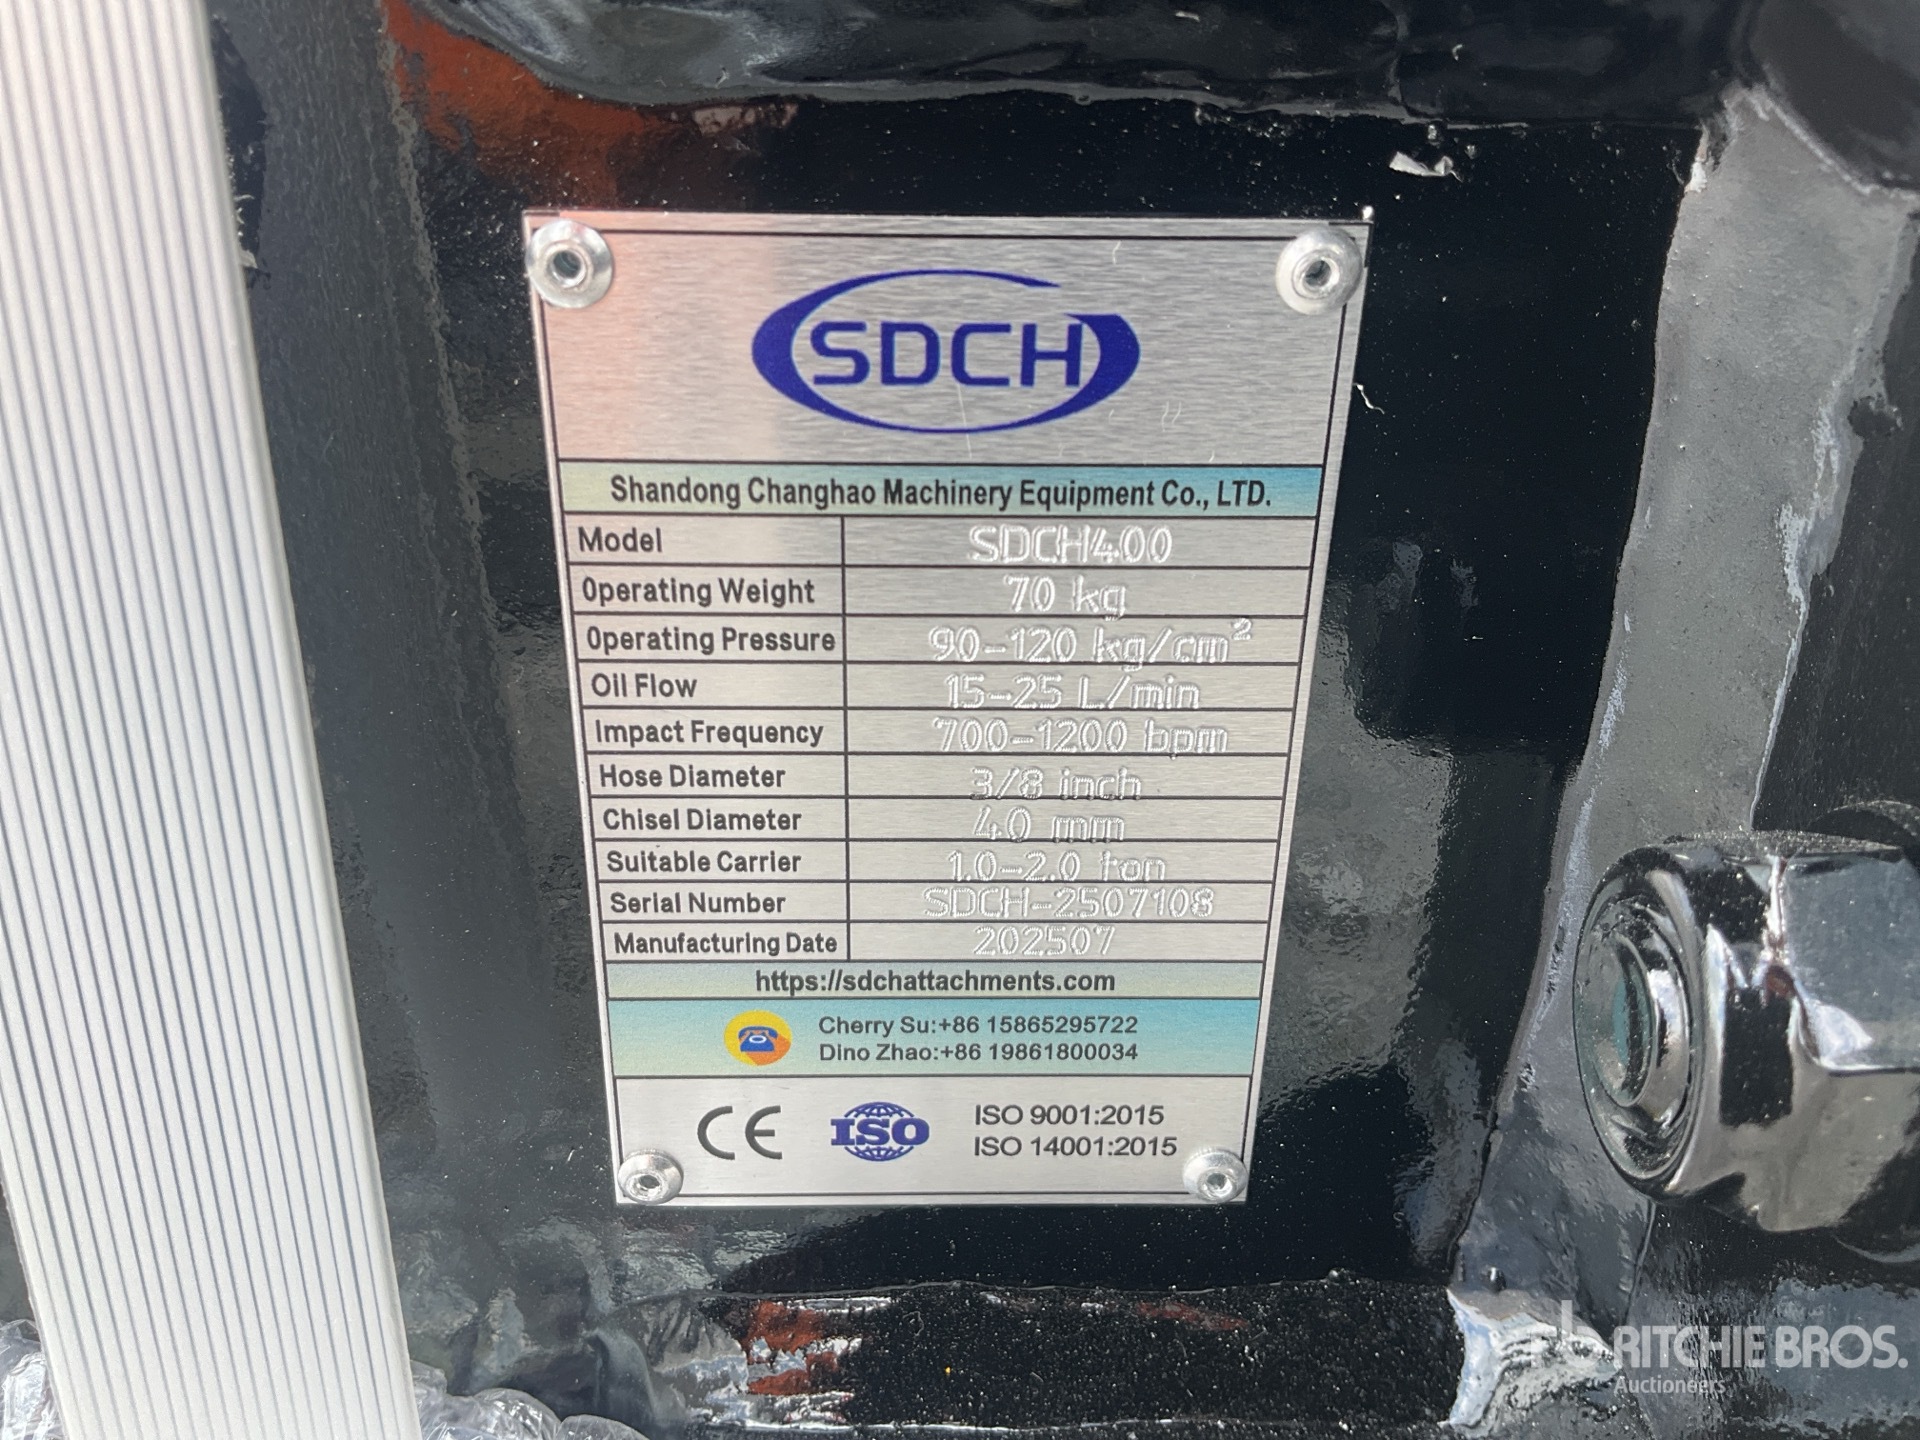 SDCH
Shandong Changhao Machinery Equipment Co., LTD.
Model SDCH400
Operating Weight 70 kg
Operating Pressure 90-120 kg/cm²
Oil Flow 15-25 L/min
Impact Frequency 700-1200 bpm
Hose Diameter 3/8 inch
Chisel Diameter 40 mm
Suitable Carrier 1.0-2.0 ton
Serial Number SDCH-2507108
Manufacturing Date 202507
https://sdchattachments.com
Cherry Su:+86 15865295722
Dino Zhao:+86 19861800034
CE ISO ISO 9001:2015
ISO 14001:2015
rb RITCHIE BROS.
Auctioneers